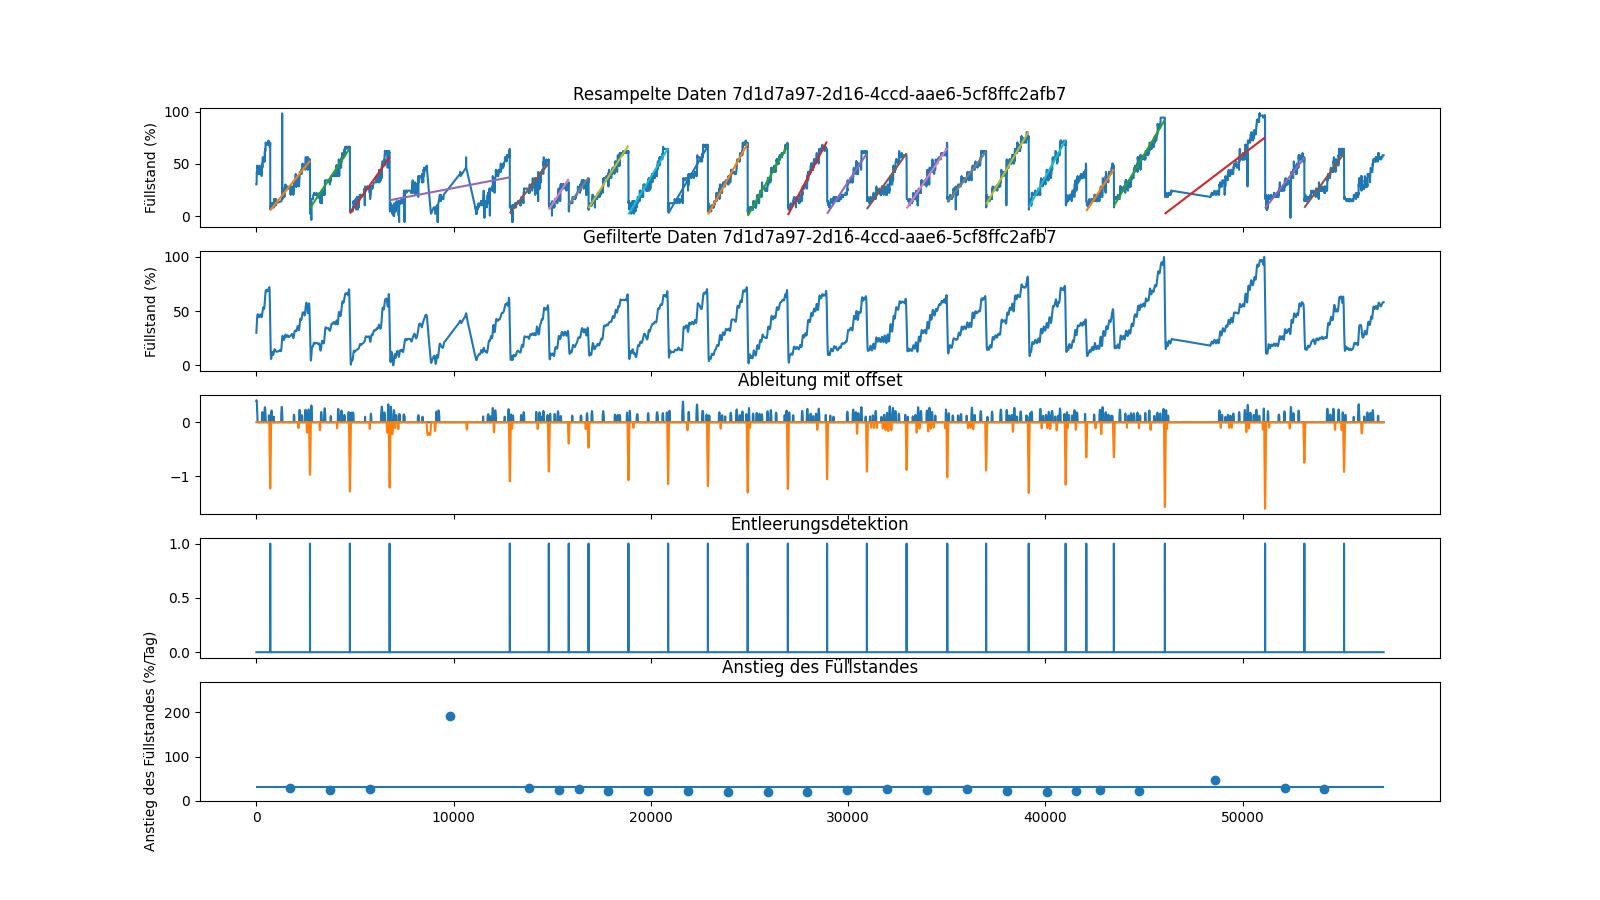 Resampelte Daten 7d1d7a97-2d16-4ccd-aae6-5cf8ffc2afb7
Füllstand (%)
100
50
0
Gefilterte Daten 7d1d7a97-2d16-4ccd-aae6-5cf8ffc2afb7
Füllstand (%)
100
50
0
Ableitung mit offset
0
−1
Entleerungsdetektion
1.0
0.5
0.0
Anstieg des Füllstandes
Anstieg des Füllstandes (%/Tag)
200
100
0
0 10000 20000 30000 40000 50000